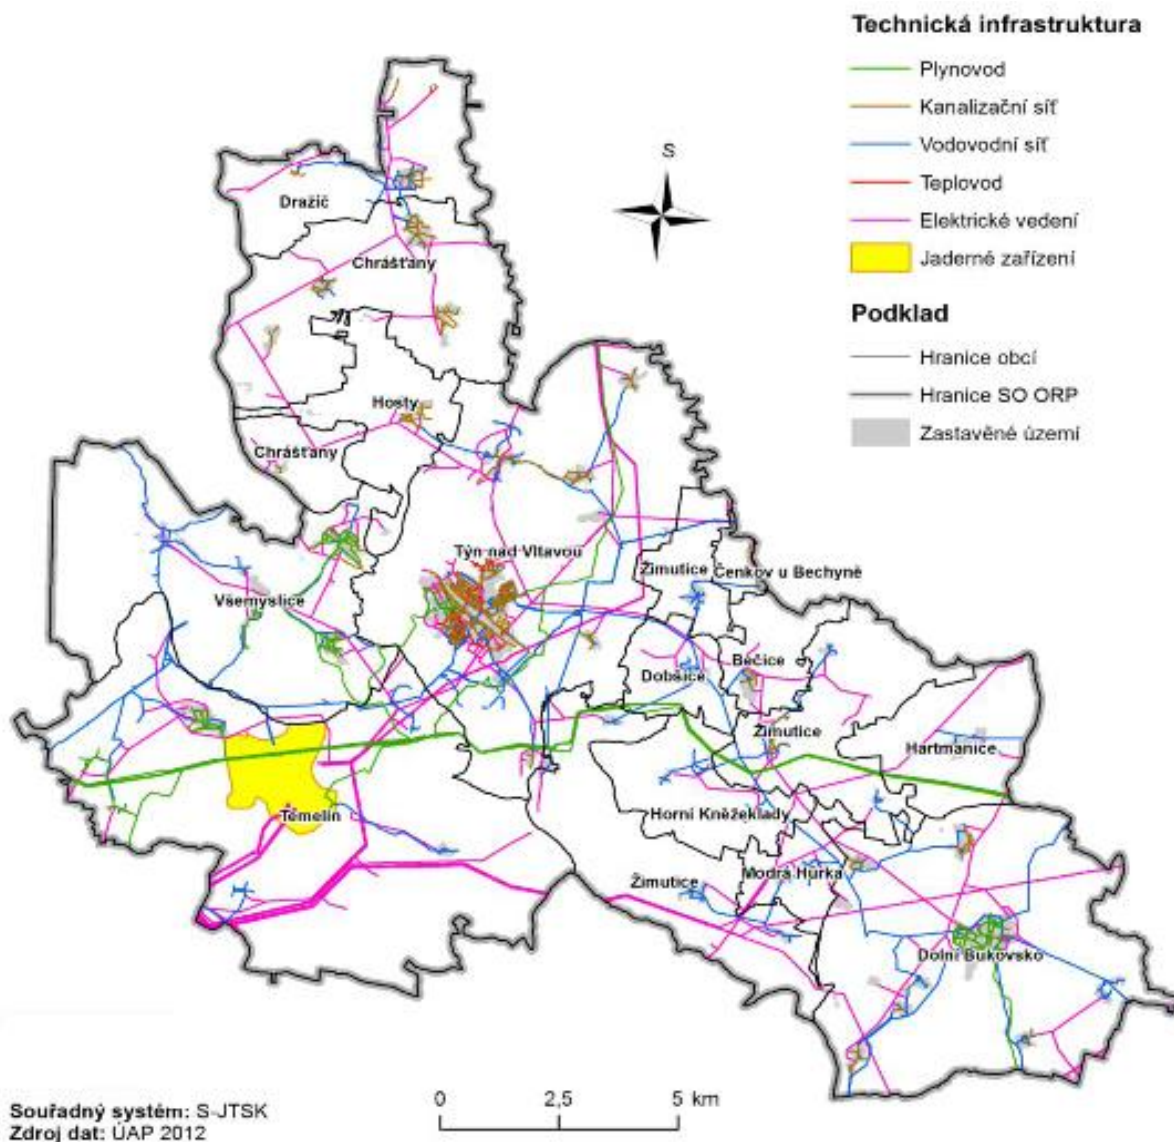 Technická infrastruktura
Plynovod
Kanalizační síť
Vodovodní síť
Teplovod
Elektrické vedení
Jaderné zařízení
Podklad
Hranice obcí
Hranice SO ORP
Zastavěné území
S
Dražíč
Chrášťany
Hosty
Chrášťany
Týn nad Vltavou
Žimutice
Čenkov u Bechyně
Všemyslice
Bečice
Dobšice
Žimutice
Hartmanice
Temelín
Horní Kněžeklady
Modrá Hůrka
Žimutice
Dolní Bukovsko
0 2,5 5 km
Souřadný systém: S-JTSK
Zdroj dat: ÚAP 2012